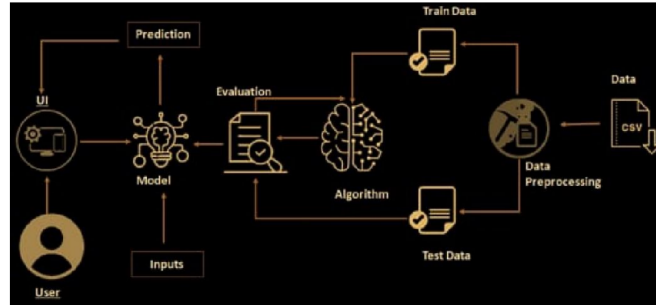 Train Data
Prediction
Data
UI
Evaluation
CSV
Model
Algorithm
Data
Preprocessing
Inputs
Test Data
User